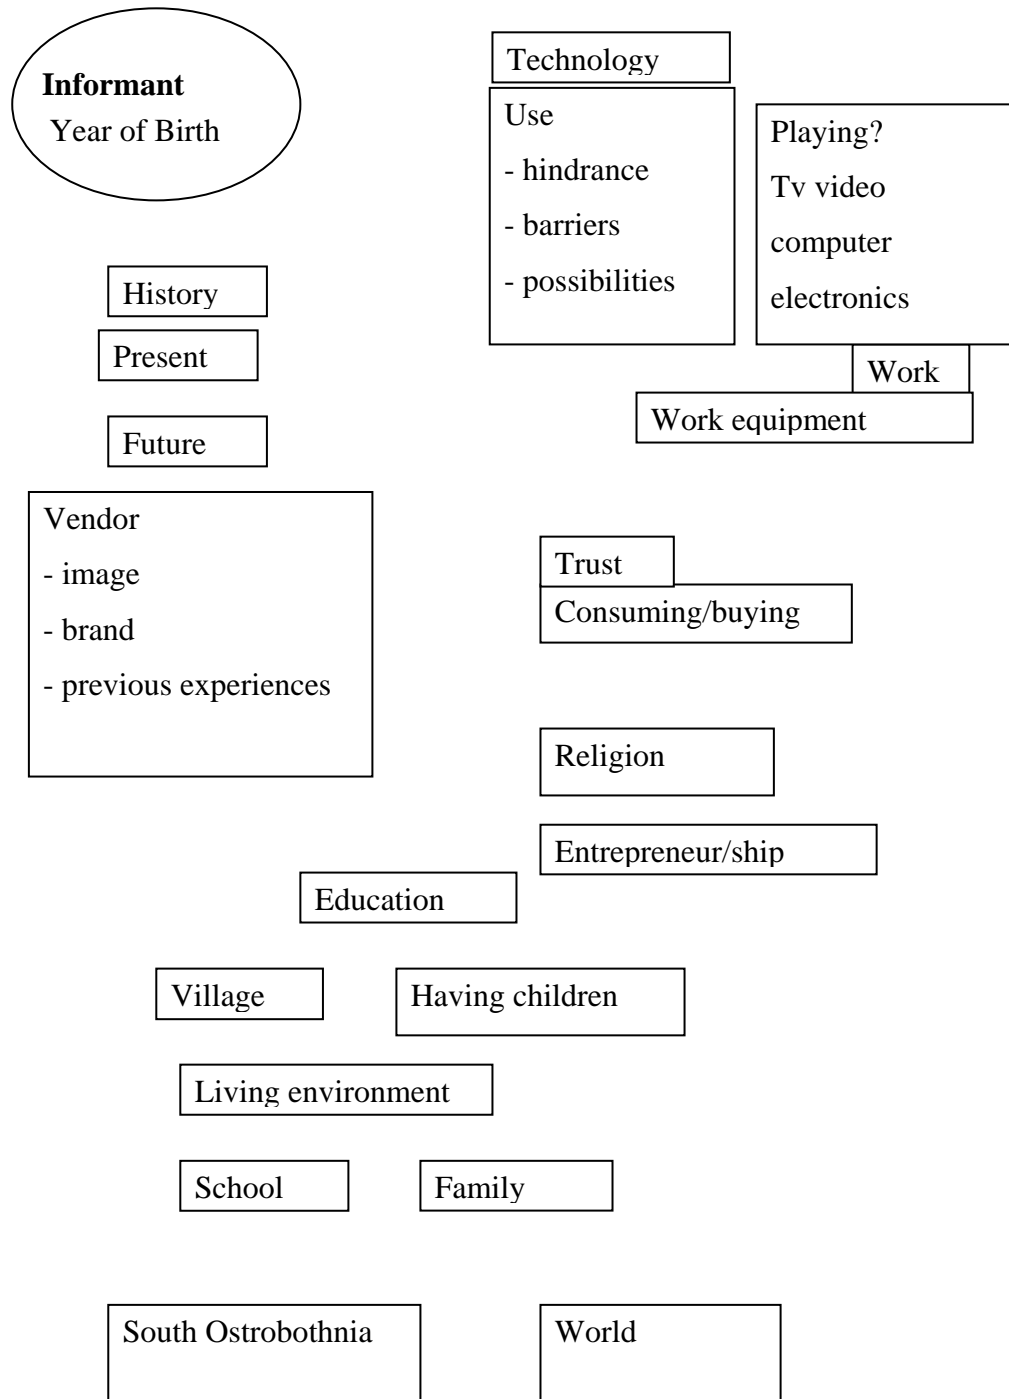 Informant
Year of Birth
Technology
Use
- hindrance
- barriers
- possibilities
Playing?
Tv video
computer
electronics
History
Present
Future
Work
Work equipment
Vendor
- image
- brand
- previous experiences
Trust
Consuming/buying
Religion
Entrepreneur/ship
Education
Village
Having children
Living environment
School
Family
South Ostrobothnia
World